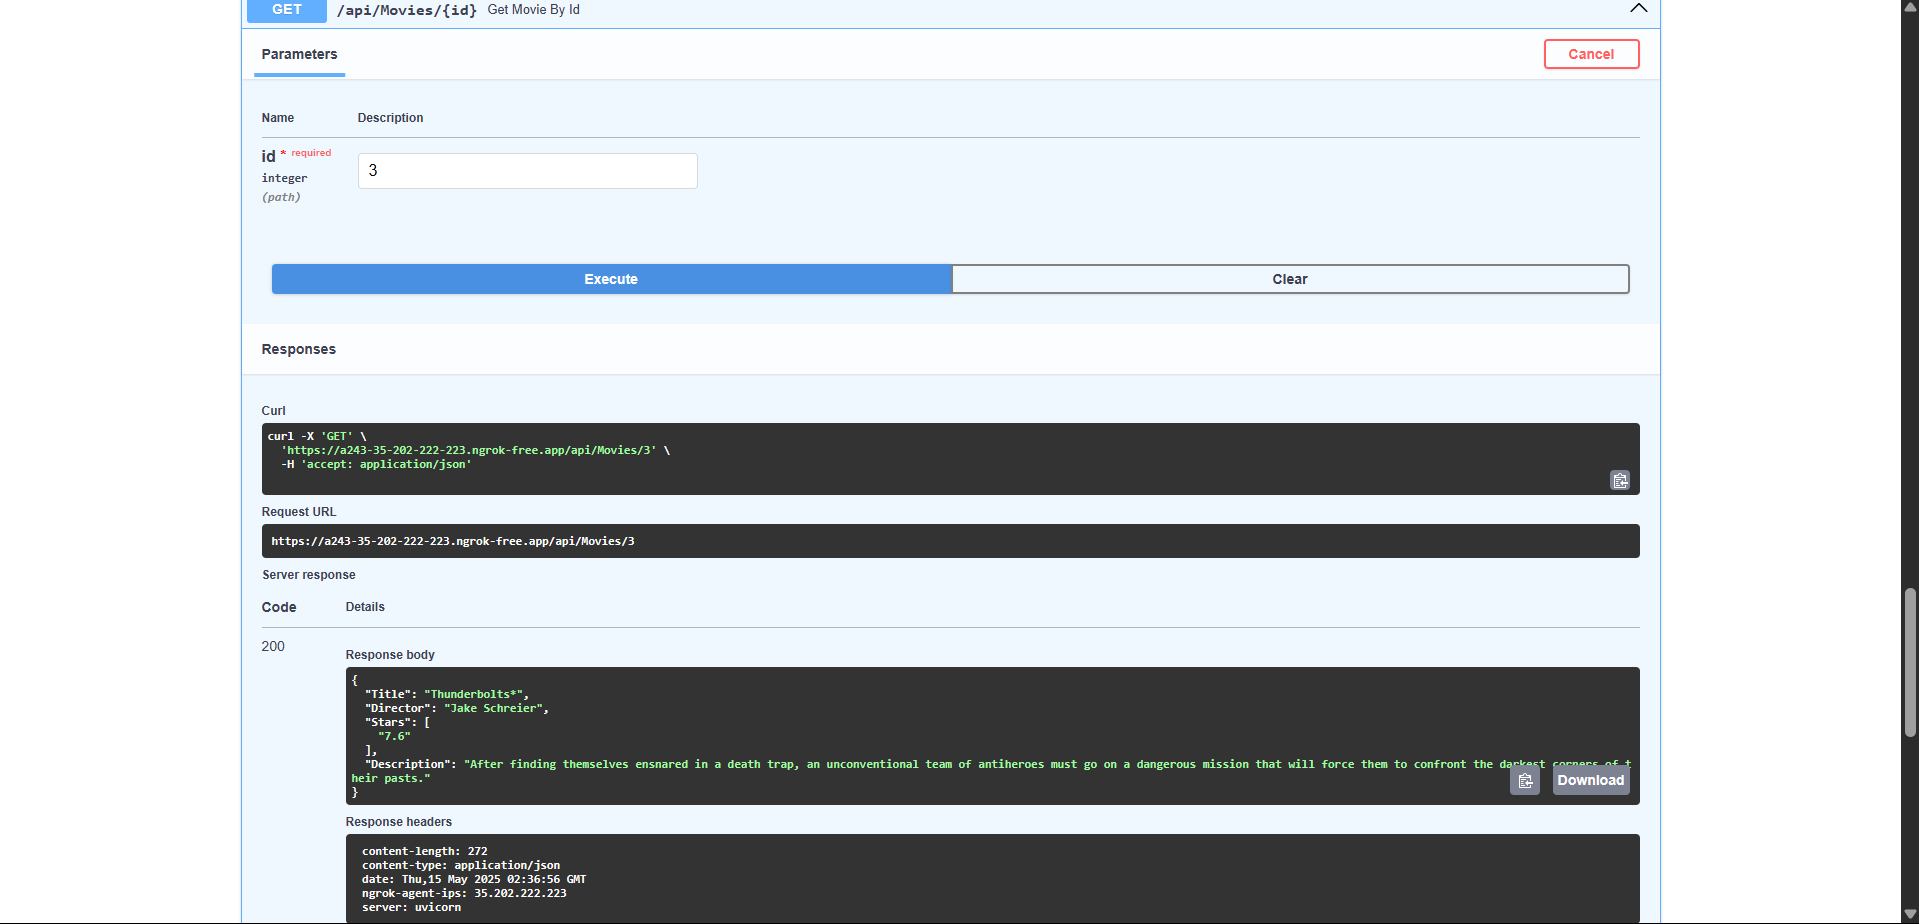 GET /api/Movies/{id} Get Movie By Id
Parameters
Cancel
Name Description
id * required
integer
(path)
3
Execute Clear
Responses
Curl
curl -X 'GET' \
'https://a243-35-202-222-223.ngrok-free.app/api/Movies/3' \
-H 'accept: application/json'
Request URL
https://a243-35-202-222-223.ngrok-free.app/api/Movies/3
Server response
Code Details
200
Response body
{
"Title": "Thunderbolts*",
"Director": "Jake Schreier",
"Stars": [
"7.6"
],
"Description": "After finding themselves ensnared in a death trap, an unconventional team of antiheroes must go on a dangerous mission that will force them to confront the darkest corners of t
heir pasts."
}
Download
Response headers
content-length: 272
content-type: application/json
date: Thu,15 May 2025 02:36:56 GMT
ngrok-agent-ips: 35.202.222.223
server: uvicorn